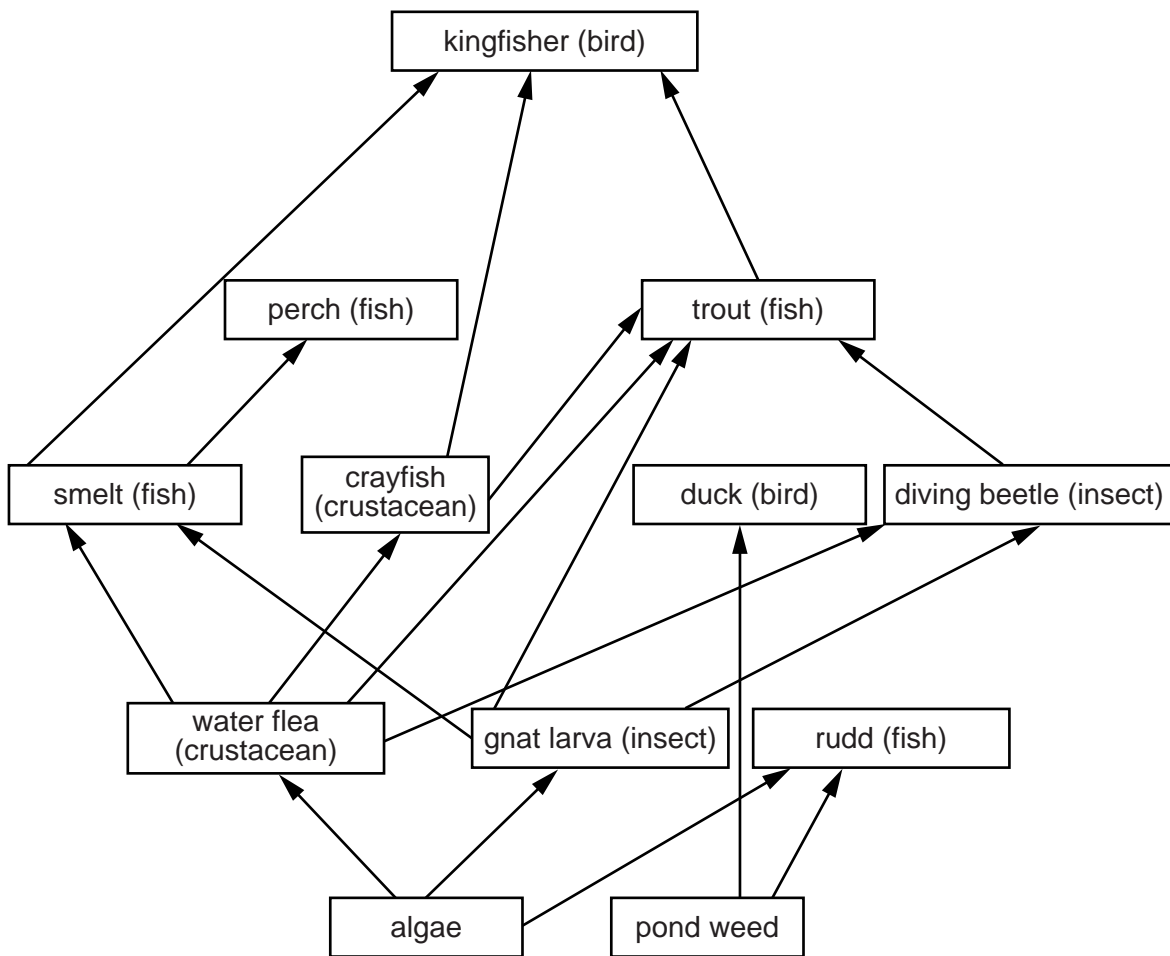 kingfisher (bird)
perch (fish)
trout (fish)
smelt (fish)
crayfish
(crustacean)
duck (bird)
diving beetle (insect)
water flea
(crustacean)
gnat larva (insect)
rudd (fish)
algae
pond weed